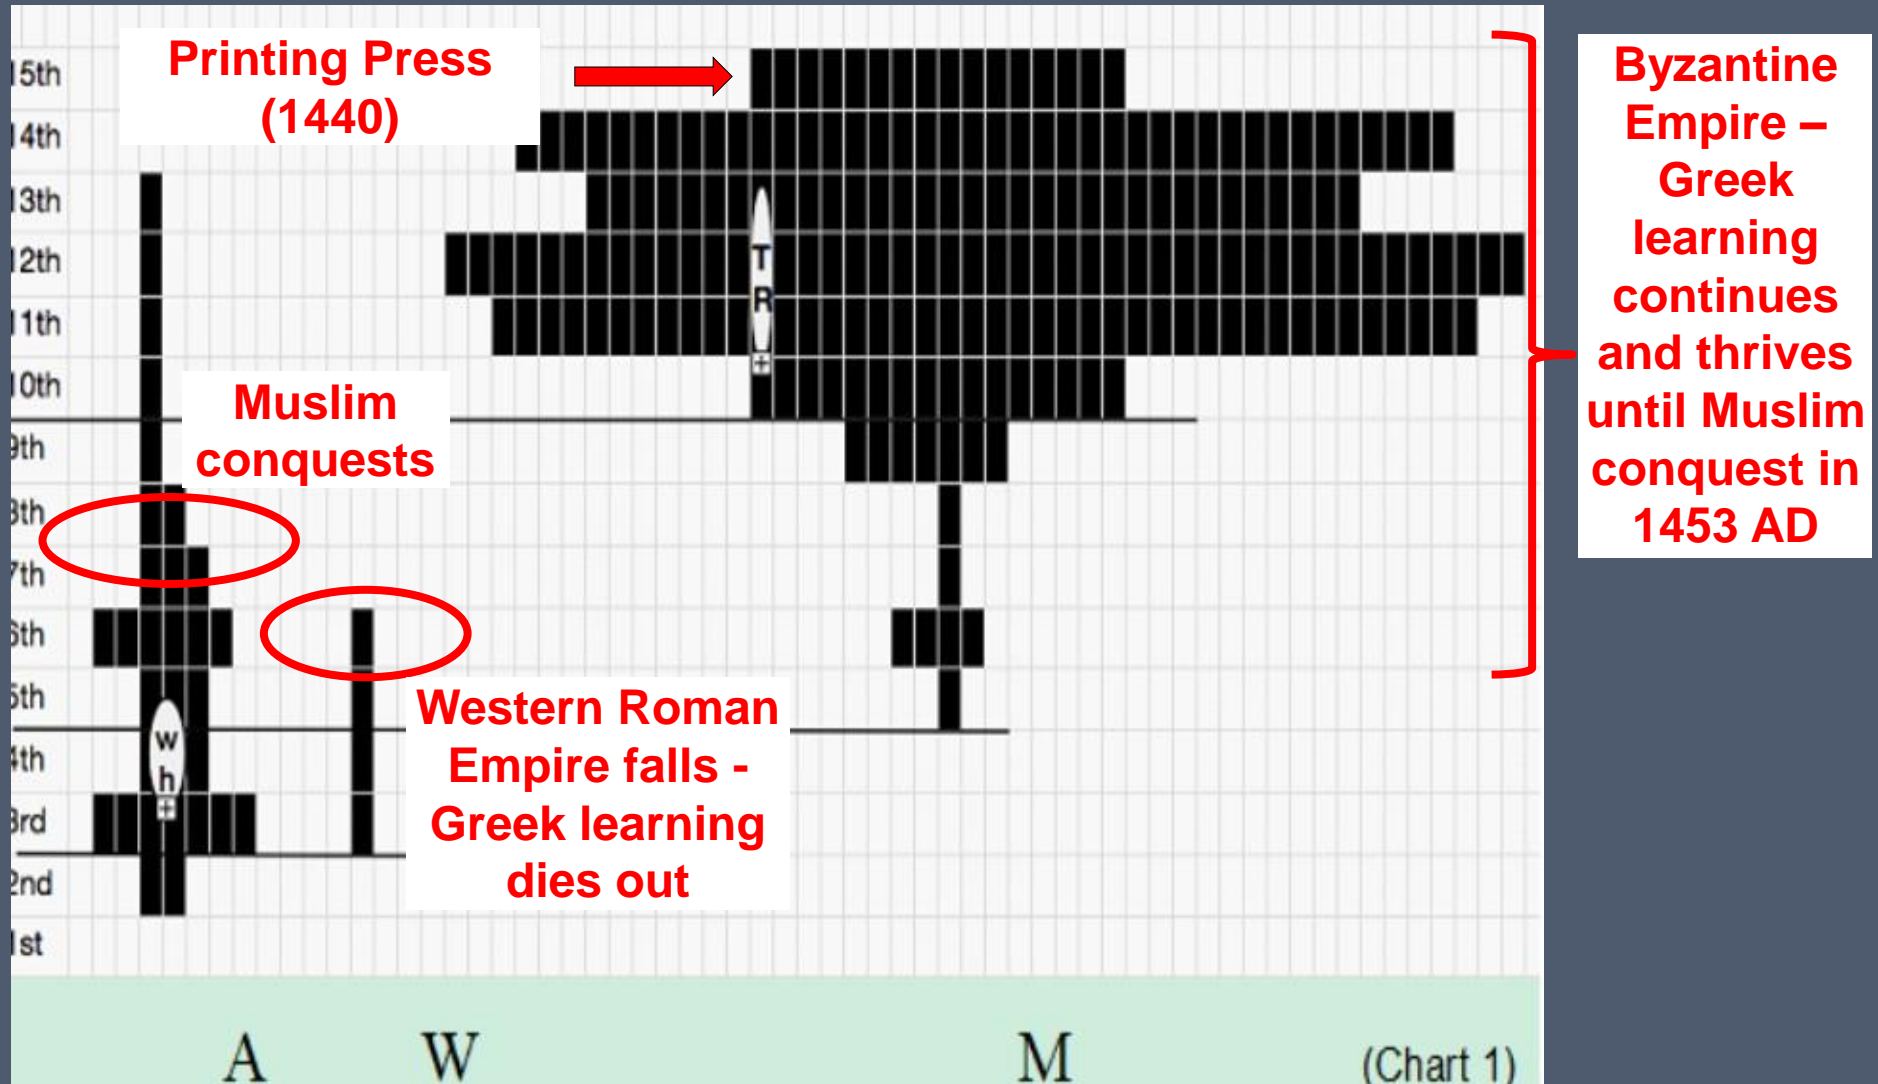 Printing Press
(1440)
Byzantine
Empire –
Greek
learning
continues
and thrives
until Muslim
conquest in
1453 AD
15th
14th
13th
12th
11th
10th
9th
8th
7th
6th
5th
4th
3rd
2nd
1st
T
R
+
Muslim
conquests
w
h
+
Western Roman
Empire falls -
Greek learning
dies out
A W M (Chart 1)